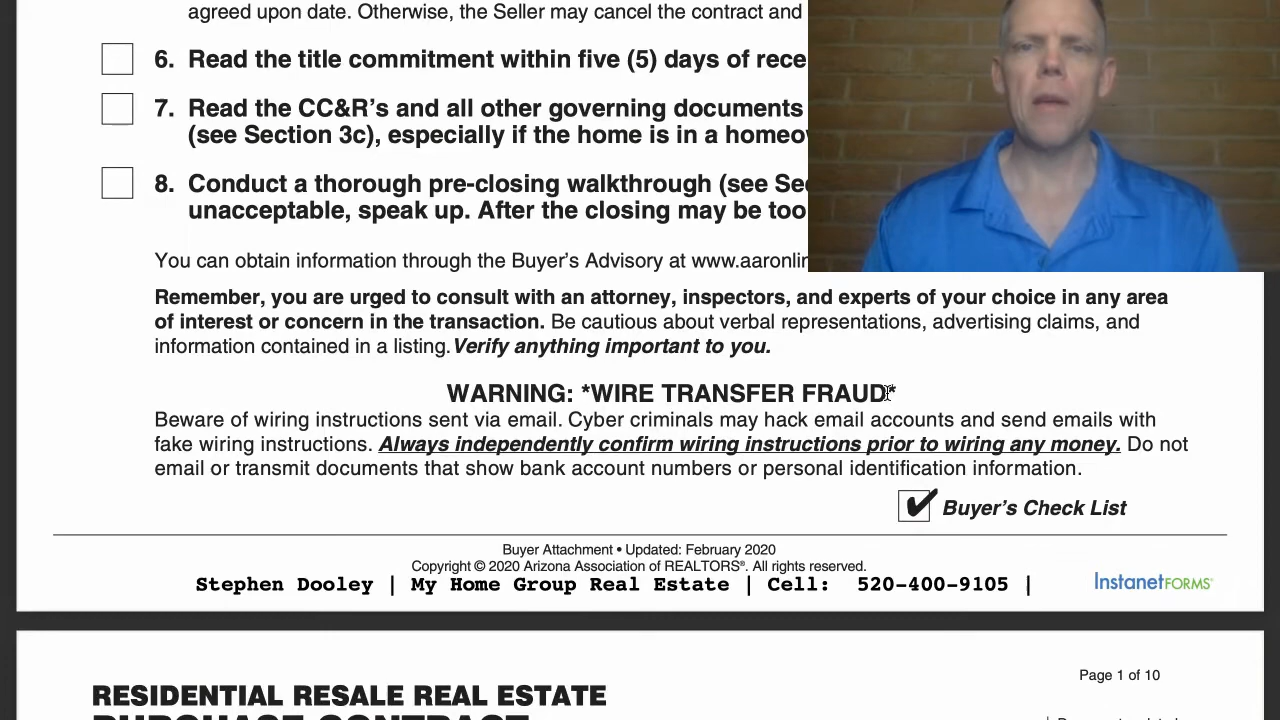 agreed upon date. Otherwise, the Seller may cancel the contract and
6. Read the title commitment within five (5) days of rece
7. Read the CC&R's and all other governing documents
(see Section 3c), especially if the home is in a homeo
8. Conduct a thorough pre-closing walkthrough (see Sec
unacceptable, speak up. After the closing may be too
You can obtain information through the Buyer's Advisory at www.aaronlin
Remember, you are urged to consult with an attorney, inspectors, and experts of your choice in any area
of interest or concern in the transaction. Be cautious about verbal representations, advertising claims, and
information contained in a listing. Verify anything important to you.
WARNING: *WIRE TRANSFER FRAUD*
Beware of wiring instructions sent via email. Cyber criminals may hack email accounts and send emails with
fake wiring instructions. Always independently confirm wiring instructions prior to wiring any money. Do not
email or transmit documents that show bank account numbers or personal identification information.
Buyer's Check List
Buyer Attachment • Updated: February 2020
Copyright © 2020 Arizona Association of REALTORS®. All rights reserved.
Stephen Dooley | My Home Group Real Estate | Cell: 520-400-9105 |
InstanetFORMS®
Page 1 of 10
RESIDENTIAL RESALE REAL ESTATE
PURCHASE CONTRACT